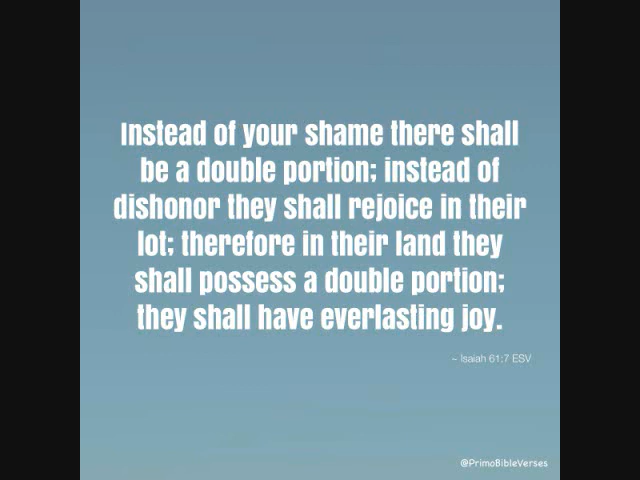 Instead of your shame there shall
be a double portion; instead of
dishonor they shall rejoice in their
lot; therefore in their land they
shall possess a double portion;
they shall have everlasting joy.
~ Isaiah 61:7 ESV
@PrimoBibleVerses